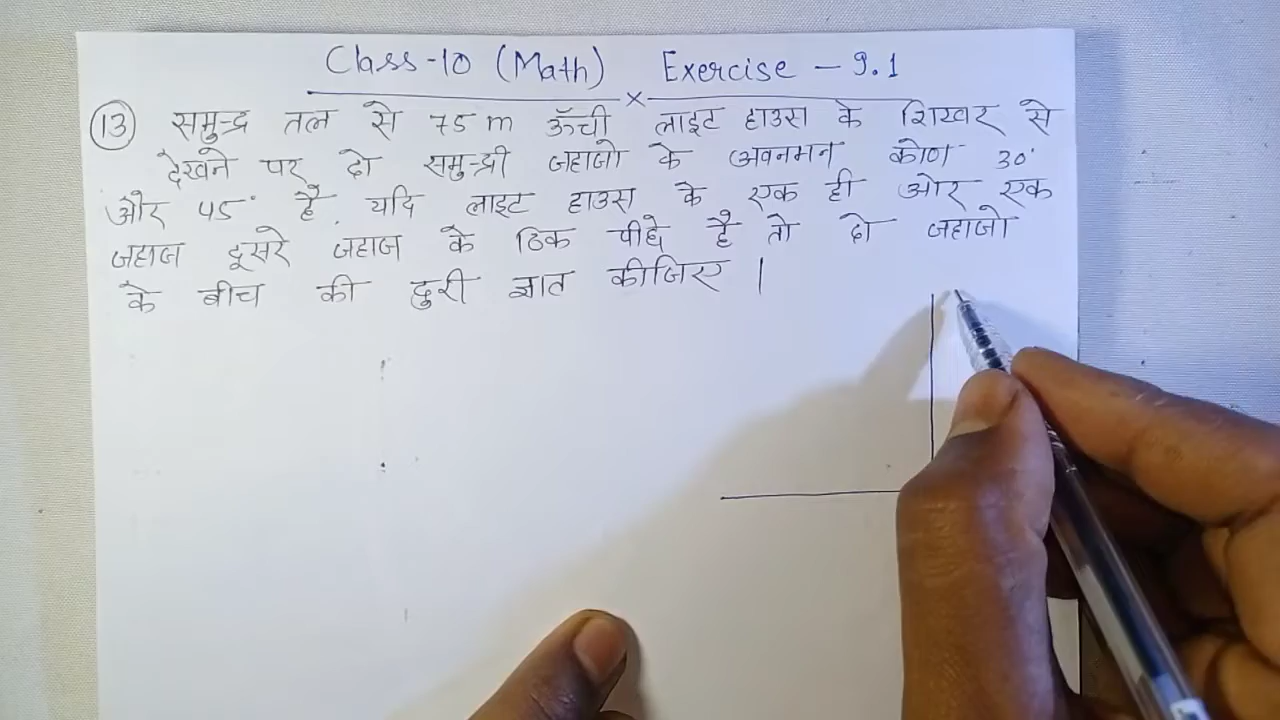 Class-10 (Math) Exercise - 9.1
×
13 समुन्द्र तल से 75 m ऊँची लाइट हाउस के शिखर से
देखने पर दो समुन्द्री जहाजो के अवनमन कोण 30°
और 45° है. यदि लाइट हाउस के एक ही ओर एक
जहाज दूसरे जहाज के ठिक पीछे है तो दो जहाजो
के बीच की दुरी ज्ञात कीजिए |